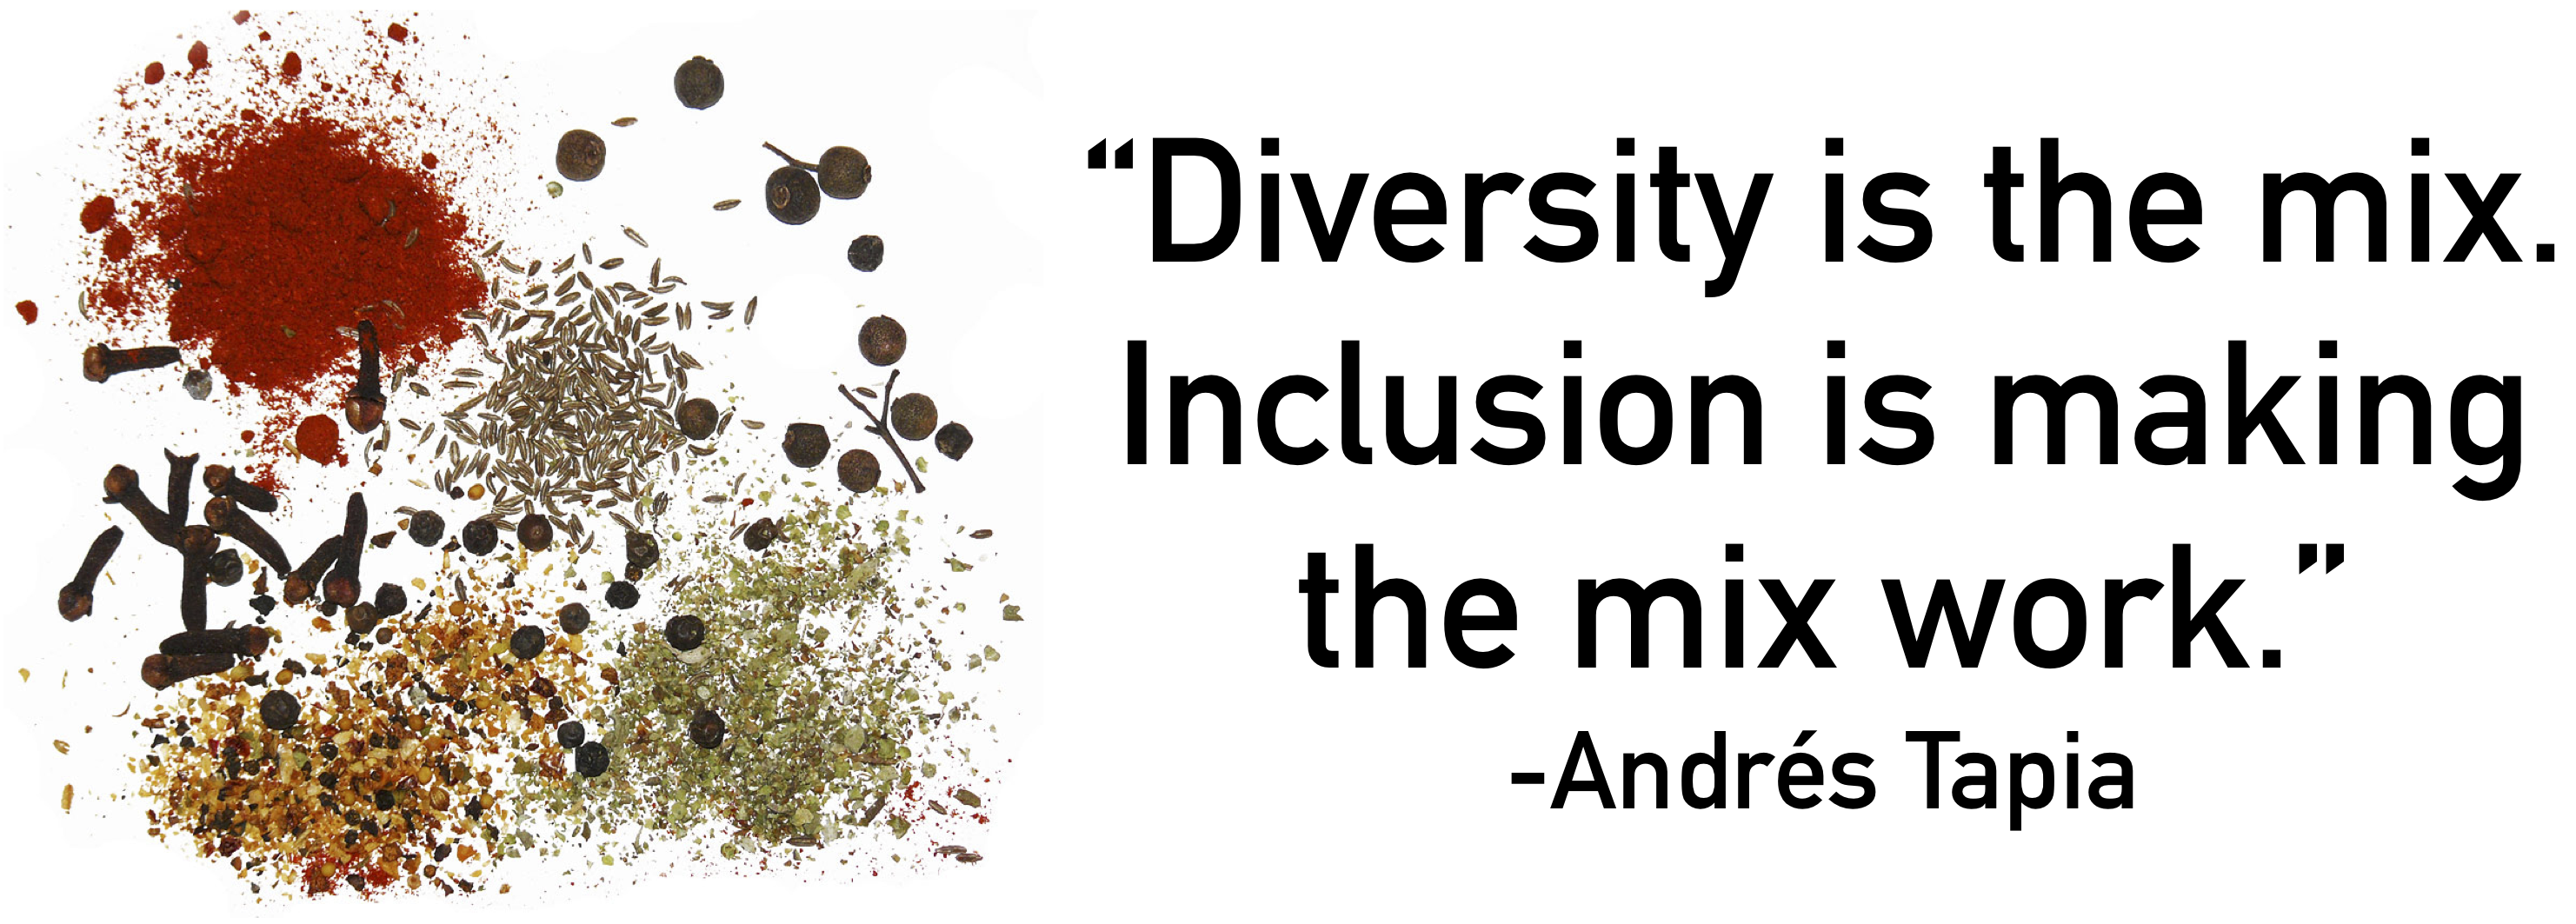 “Diversity is the mix.
Inclusion is making
the mix work.”
-Andrés Tapia